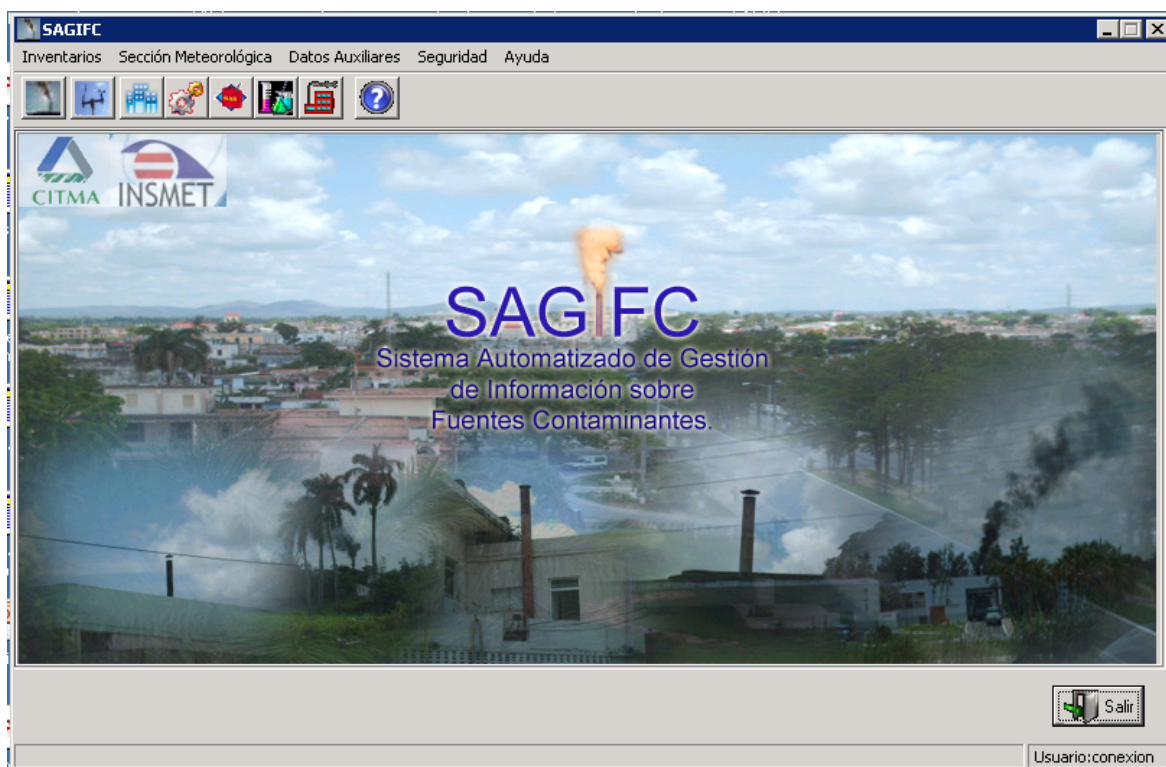 SAGIFC
Inventarios Sección Meteorológica Datos Auxiliares Seguridad Ayuda
CITMA INSMET
SAGIFC
Sistema Automatizado de Gestión
de Información sobre
Fuentes Contaminantes.
Salir
Usuario:conexion